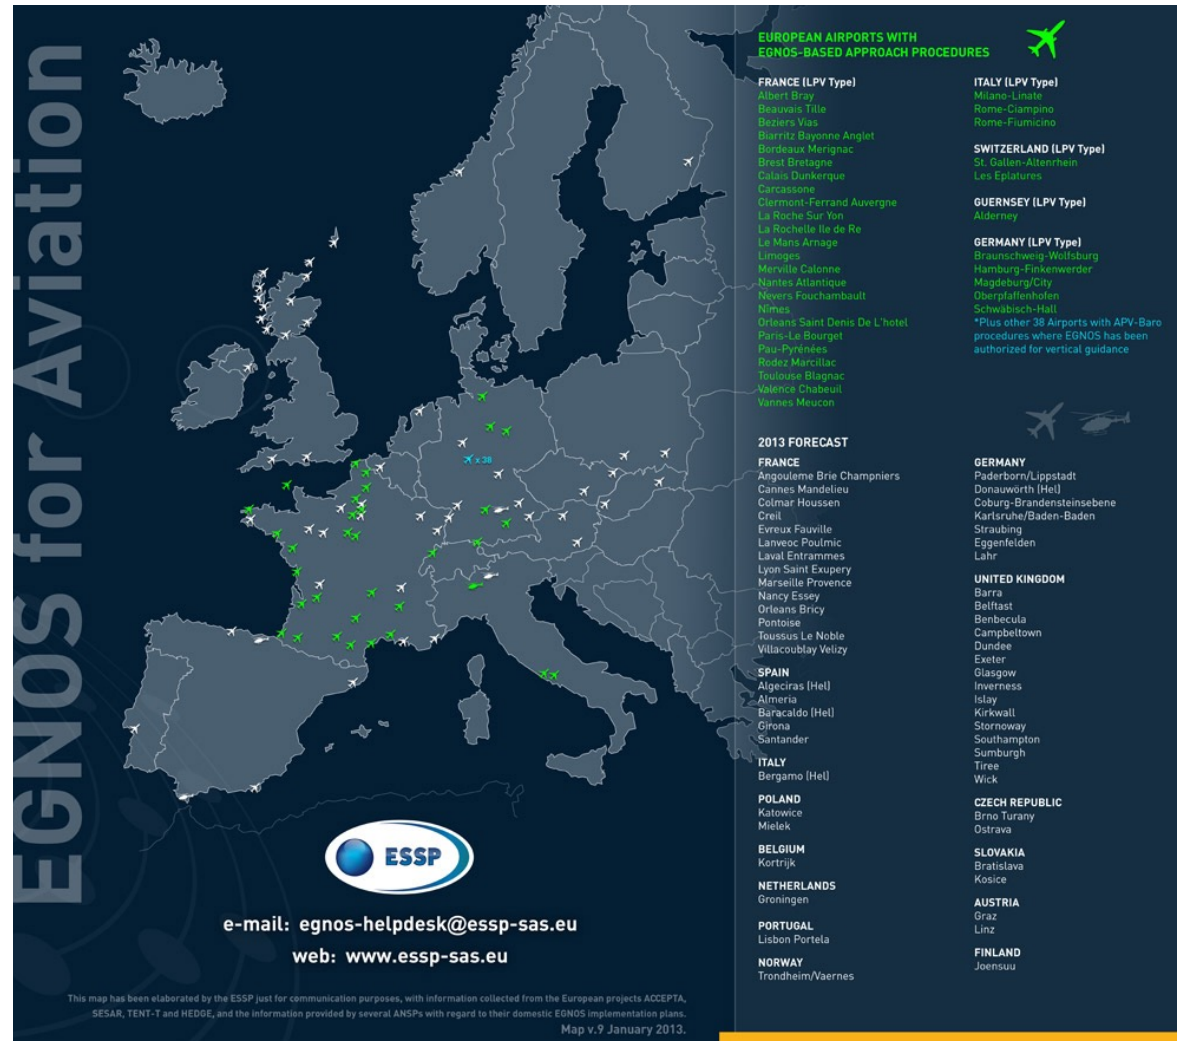 EGNOS for Aviation
EUROPEAN AIRPORTS WITH
EGNOS-BASED APPROACH PROCEDURES
FRANCE (LPV Type)
Albert Bray
Beauvais Tille
Beziers Vias
Biarritz Bayonne Anglet
Bordeaux Merignac
Brest Bretagne
Calais Dunkerque
Carcassone
Clermont-Ferrand Auvergne
La Roche Sur Yon
La Rochelle Ile de Re
Le Mans Arnage
Limoges
Merville Calonne
Nantes Atlantique
Nevers Fouchambault
Nîmes
Orleans Saint Denis De L'hotel
Paris-Le Bourget
Pau-Pyrénées
Rodez Marcillac
Toulouse Blagnac
Valence Chabeuil
Vannes Meucon
ITALY (LPV Type)
Milano-Linate
Rome-Ciampino
Rome-Fiumicino
SWITZERLAND (LPV Type)
St. Gallen-Altenrhein
Les Eplatures
GUERNSEY (LPV Type)
Alderney
GERMANY (LPV Type)
Braunschweig-Wolfsburg
Hamburg-Finkenwerder
Magdeburg/City
Oberpfaffenhofen
Schwäbisch-Hall
*Plus other 38 Airports with APV-Baro
procedures where EGNOS has been
authorized for vertical guidance
x 38
2013 FORECAST
FRANCE
Angouleme Brie Champniers
Cannes Mandelieu
Colmar Houssen
Creil
Evreux Fauville
Lanveoc Poulmic
Laval Entrammes
Lyon Saint Exupery
Marseille Provence
Nancy Essey
Orleans Bricy
Pontoise
Toussus Le Noble
Villacoublay Velizy
SPAIN
Algeciras (Hel)
Almeria
Baracaldo (Hel)
Girona
Santander
ITALY
Bergamo (Hel)
POLAND
Katowice
Mielek
BELGIUM
Kortrijk
NETHERLANDS
Groningen
PORTUGAL
Lisbon Portela
NORWAY
Trondheim/Vaernes
GERMANY
Paderborn/Lippstadt
Donauwörth (Hel)
Coburg-Brandensteinsebene
Karlsruhe/Baden-Baden
Straubing
Eggenfelden
Lahr
UNITED KINGDOM
Barra
Belftast
Benbecula
Campbeltown
Dundee
Exeter
Glasgow
Inverness
Islay
Kirkwall
Stornoway
Southampton
Sumburgh
Tiree
Wick
CZECH REPUBLIC
Brno Turany
Ostrava
SLOVAKIA
Bratislava
Kosice
AUSTRIA
Graz
Linz
FINLAND
Joensuu
ESSP
e-mail: egnos-helpdesk@essp-sas.eu
web: www.essp-sas.eu
This map has been elaborated by the ESSP just for communication purposes, with information collected from the European projects ACCEPTA,
SESAR, TENT-T and HEDGE, and the information provided by several ANSPs with regard to their domestic EGNOS implementation plans.
Map v.9 January 2013.